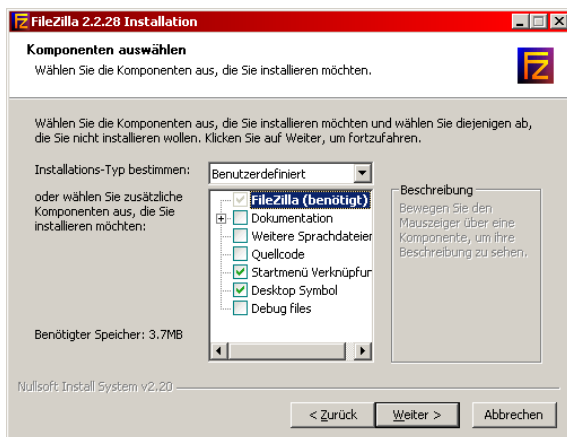 FileZilla 2.2.28 Installation
Komponenten auswählen
Wählen Sie die Komponenten aus, die Sie installieren möchten.
FZ
Wählen Sie die Komponenten aus, die Sie installieren möchten und wählen Sie diejenigen ab,
die Sie nicht installieren wollen. Klicken Sie auf Weiter, um fortzufahren.
Installations-Typ bestimmen:
Benutzerdefiniert
oder wählen Sie zusätzliche
Komponenten aus, die Sie
installieren möchten:
FileZilla (benötigt)
Dokumentation
Weitere Sprachdateier
Quellcode
Startmenü Verknüpfur
Desktop Symbol
Debug files
Beschreibung
Bewegen Sie den
Mauszeiger über eine
Komponente, um ihre
Beschreibung zu sehen.
Benötigter Speicher: 3.7MB
Nullsoft Install System v2.20
< Zurück
Weiter >
Abbrechen